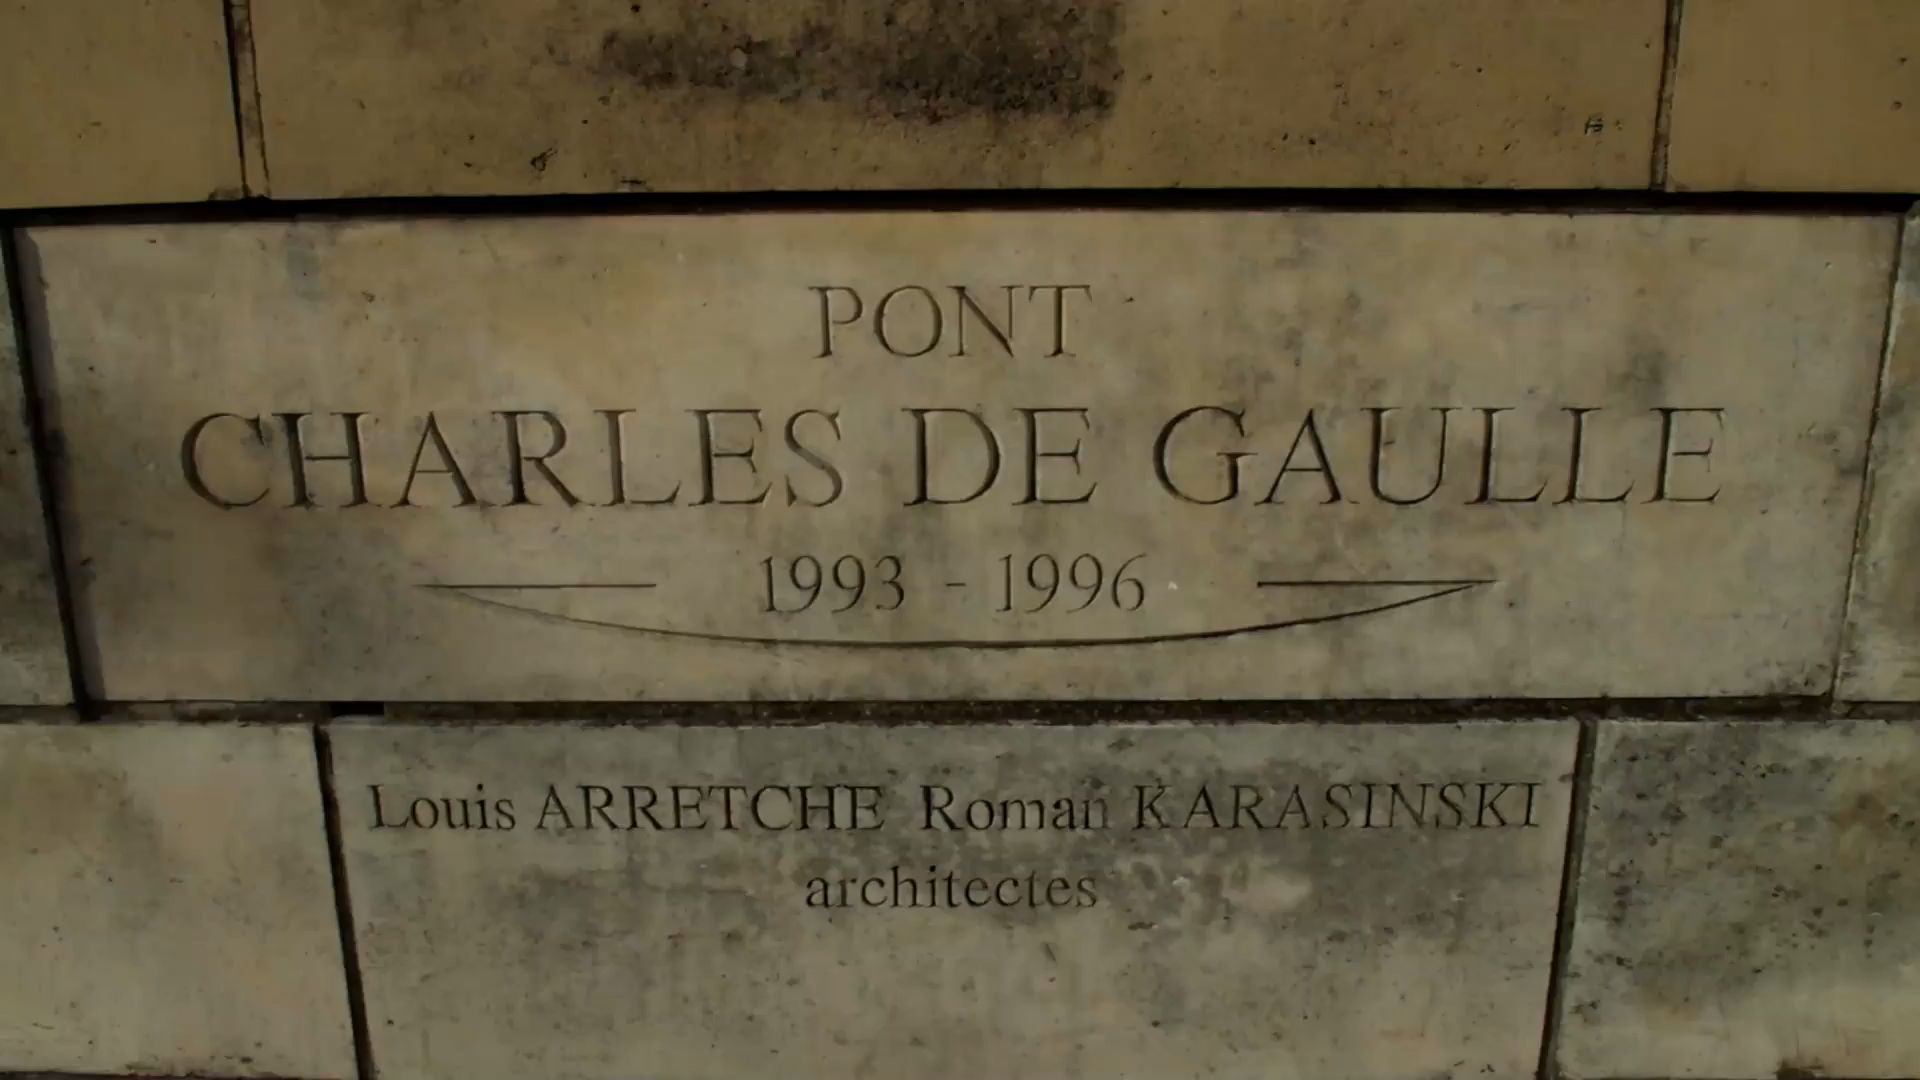 PONT
CHARLES DE GAULLE
1993 - 1996
Louis ARRETCHE Roman KARASINSKI
architectes